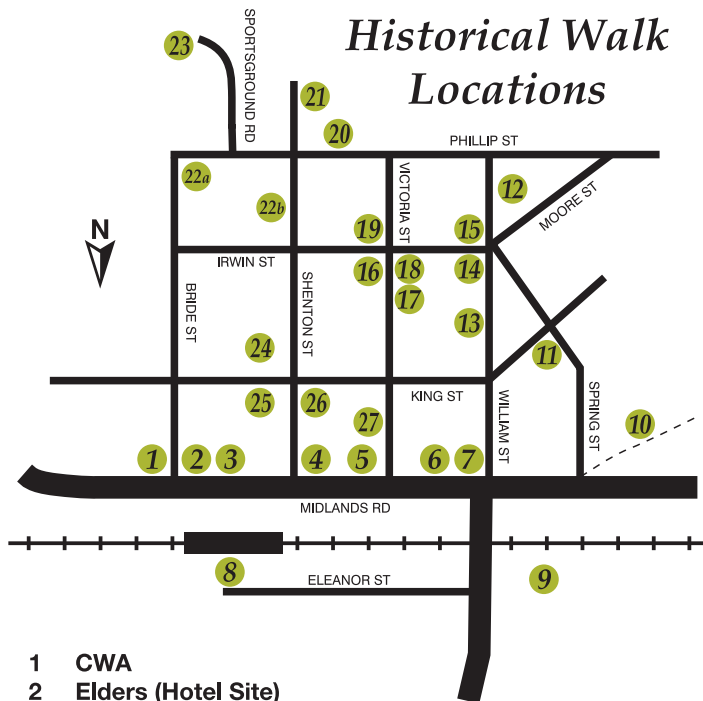 Historical Walk
Locations
SPORTSGROUND RD
23
21
20
PHILLIP ST
22a
22b
VICTORIA ST
12
MOORE ST
19
15
N
IRWIN ST
16
18
14
17
BRIDE ST
SHENTON ST
13
24
11
25
26
KING ST
27
WILLIAM ST
SPRING ST
10
1
2
3
4
5
6
7
MIDLANDS RD
8
ELEANOR ST
9
1 CWA
2 Elders (Hotel Site)